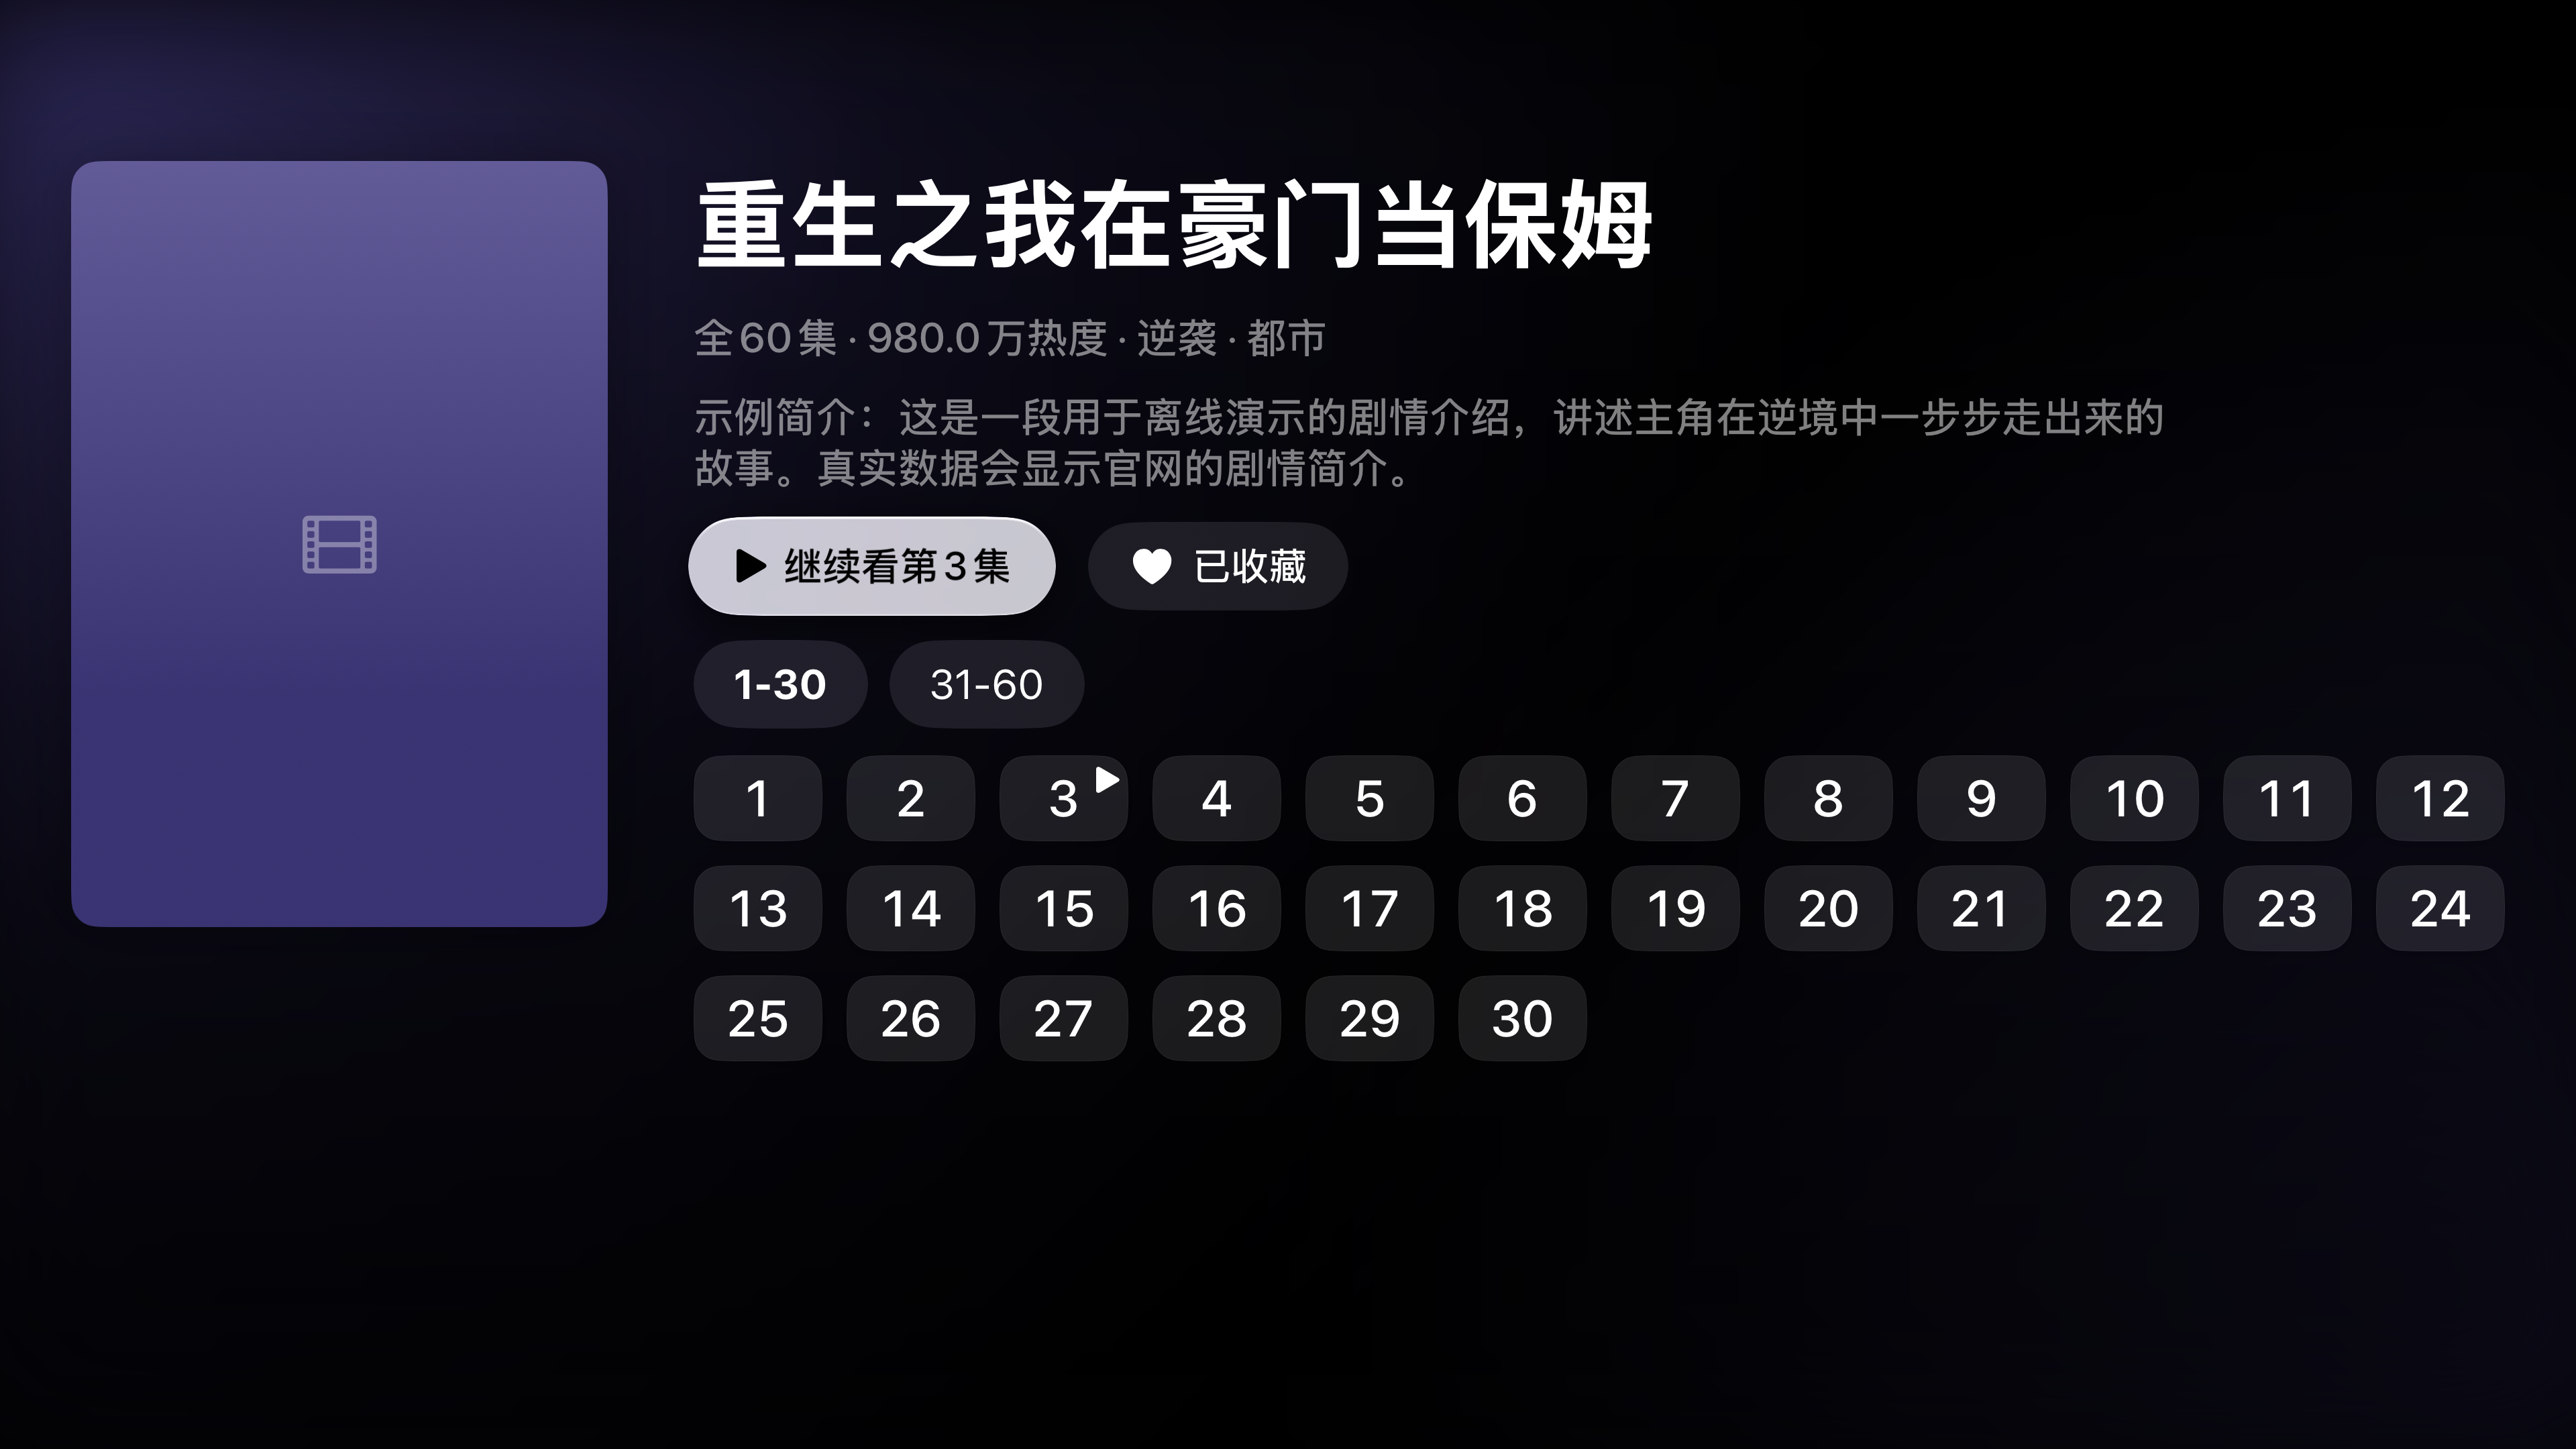 重生之我在豪门当保姆
全60集 · 980.0万热度 · 逆袭 · 都市
示例简介：这是一段用于离线演示的剧情介绍，讲述主角在逆境中一步步走出来的
故事。真实数据会显示官网的剧情简介。
继续看第3集 已收藏
1-30 31-60
1 2 3 4 5 6 7 8 9 10 11 12
13 14 15 16 17 18 19 20 21 22 23 24
25 26 27 28 29 30